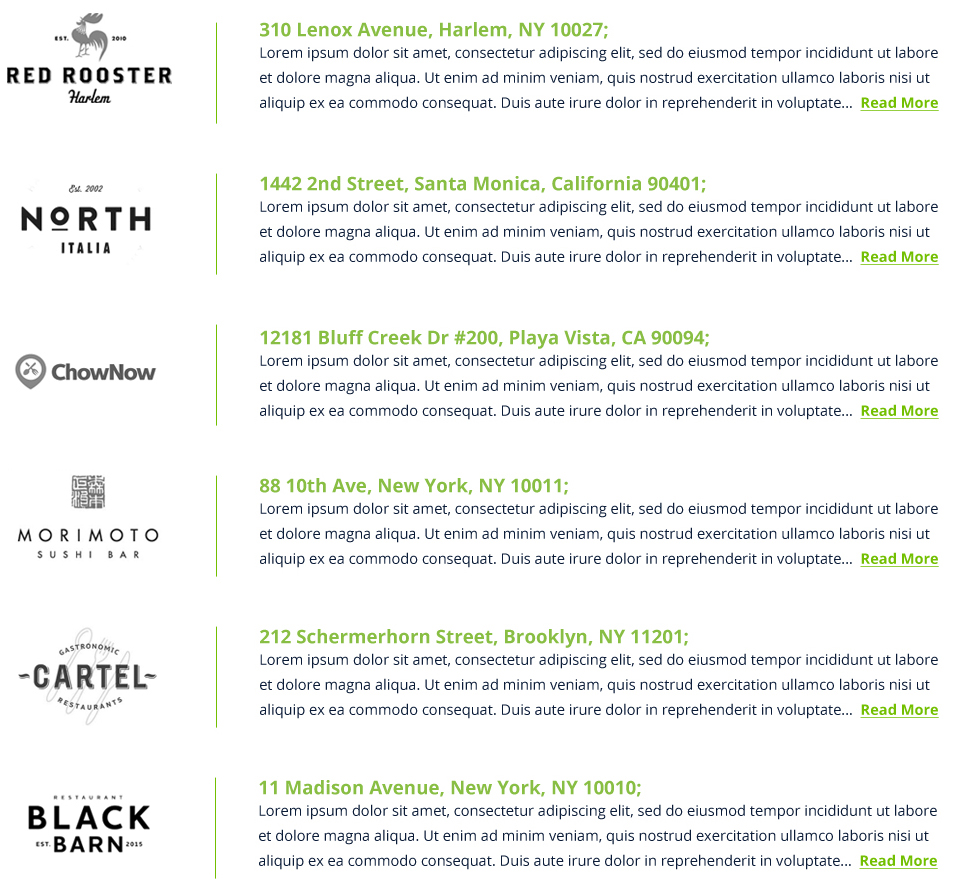 EST. 2010
RED ROOSTER
Harlem
310 Lenox Avenue, Harlem, NY 10027;
Lorem ipsum dolor sit amet, consectetur adipiscing elit, sed do eiusmod tempor incididunt ut labore
et dolore magna aliqua. Ut enim ad minim veniam, quis nostrud exercitation ullamco laboris nisi ut
aliquip ex ea commodo consequat. Duis aute irure dolor in reprehenderit in voluptate... Read More
Est. 2002
NORTH
ITALIA
1442 2nd Street, Santa Monica, California 90401;
Lorem ipsum dolor sit amet, consectetur adipiscing elit, sed do eiusmod tempor incididunt ut labore
et dolore magna aliqua. Ut enim ad minim veniam, quis nostrud exercitation ullamco laboris nisi ut
aliquip ex ea commodo consequat. Duis aute irure dolor in reprehenderit in voluptate... Read More
ChowNow
12181 Bluff Creek Dr #200, Playa Vista, CA 90094;
Lorem ipsum dolor sit amet, consectetur adipiscing elit, sed do eiusmod tempor incididunt ut labore
et dolore magna aliqua. Ut enim ad minim veniam, quis nostrud exercitation ullamco laboris nisi ut
aliquip ex ea commodo consequat. Duis aute irure dolor in reprehenderit in voluptate... Read More
MORIMOTO
SUSHI BAR
88 10th Ave, New York, NY 10011;
Lorem ipsum dolor sit amet, consectetur adipiscing elit, sed do eiusmod tempor incididunt ut labore
et dolore magna aliqua. Ut enim ad minim veniam, quis nostrud exercitation ullamco laboris nisi ut
aliquip ex ea commodo consequat. Duis aute irure dolor in reprehenderit in voluptate... Read More
GASTRONOMIC
~CARTEL~
RESTAURANTS
212 Schermerhorn Street, Brooklyn, NY 11201;
Lorem ipsum dolor sit amet, consectetur adipiscing elit, sed do eiusmod tempor incididunt ut labore
et dolore magna aliqua. Ut enim ad minim veniam, quis nostrud exercitation ullamco laboris nisi ut
aliquip ex ea commodo consequat. Duis aute irure dolor in reprehenderit in voluptate... Read More
RESTAURANT
BLACK
EST. BARN 2015
11 Madison Avenue, New York, NY 10010;
Lorem ipsum dolor sit amet, consectetur adipiscing elit, sed do eiusmod tempor incididunt ut labore
et dolore magna aliqua. Ut enim ad minim veniam, quis nostrud exercitation ullamco laboris nisi ut
aliquip ex ea commodo consequat. Duis aute irure dolor in reprehenderit in voluptate... Read More